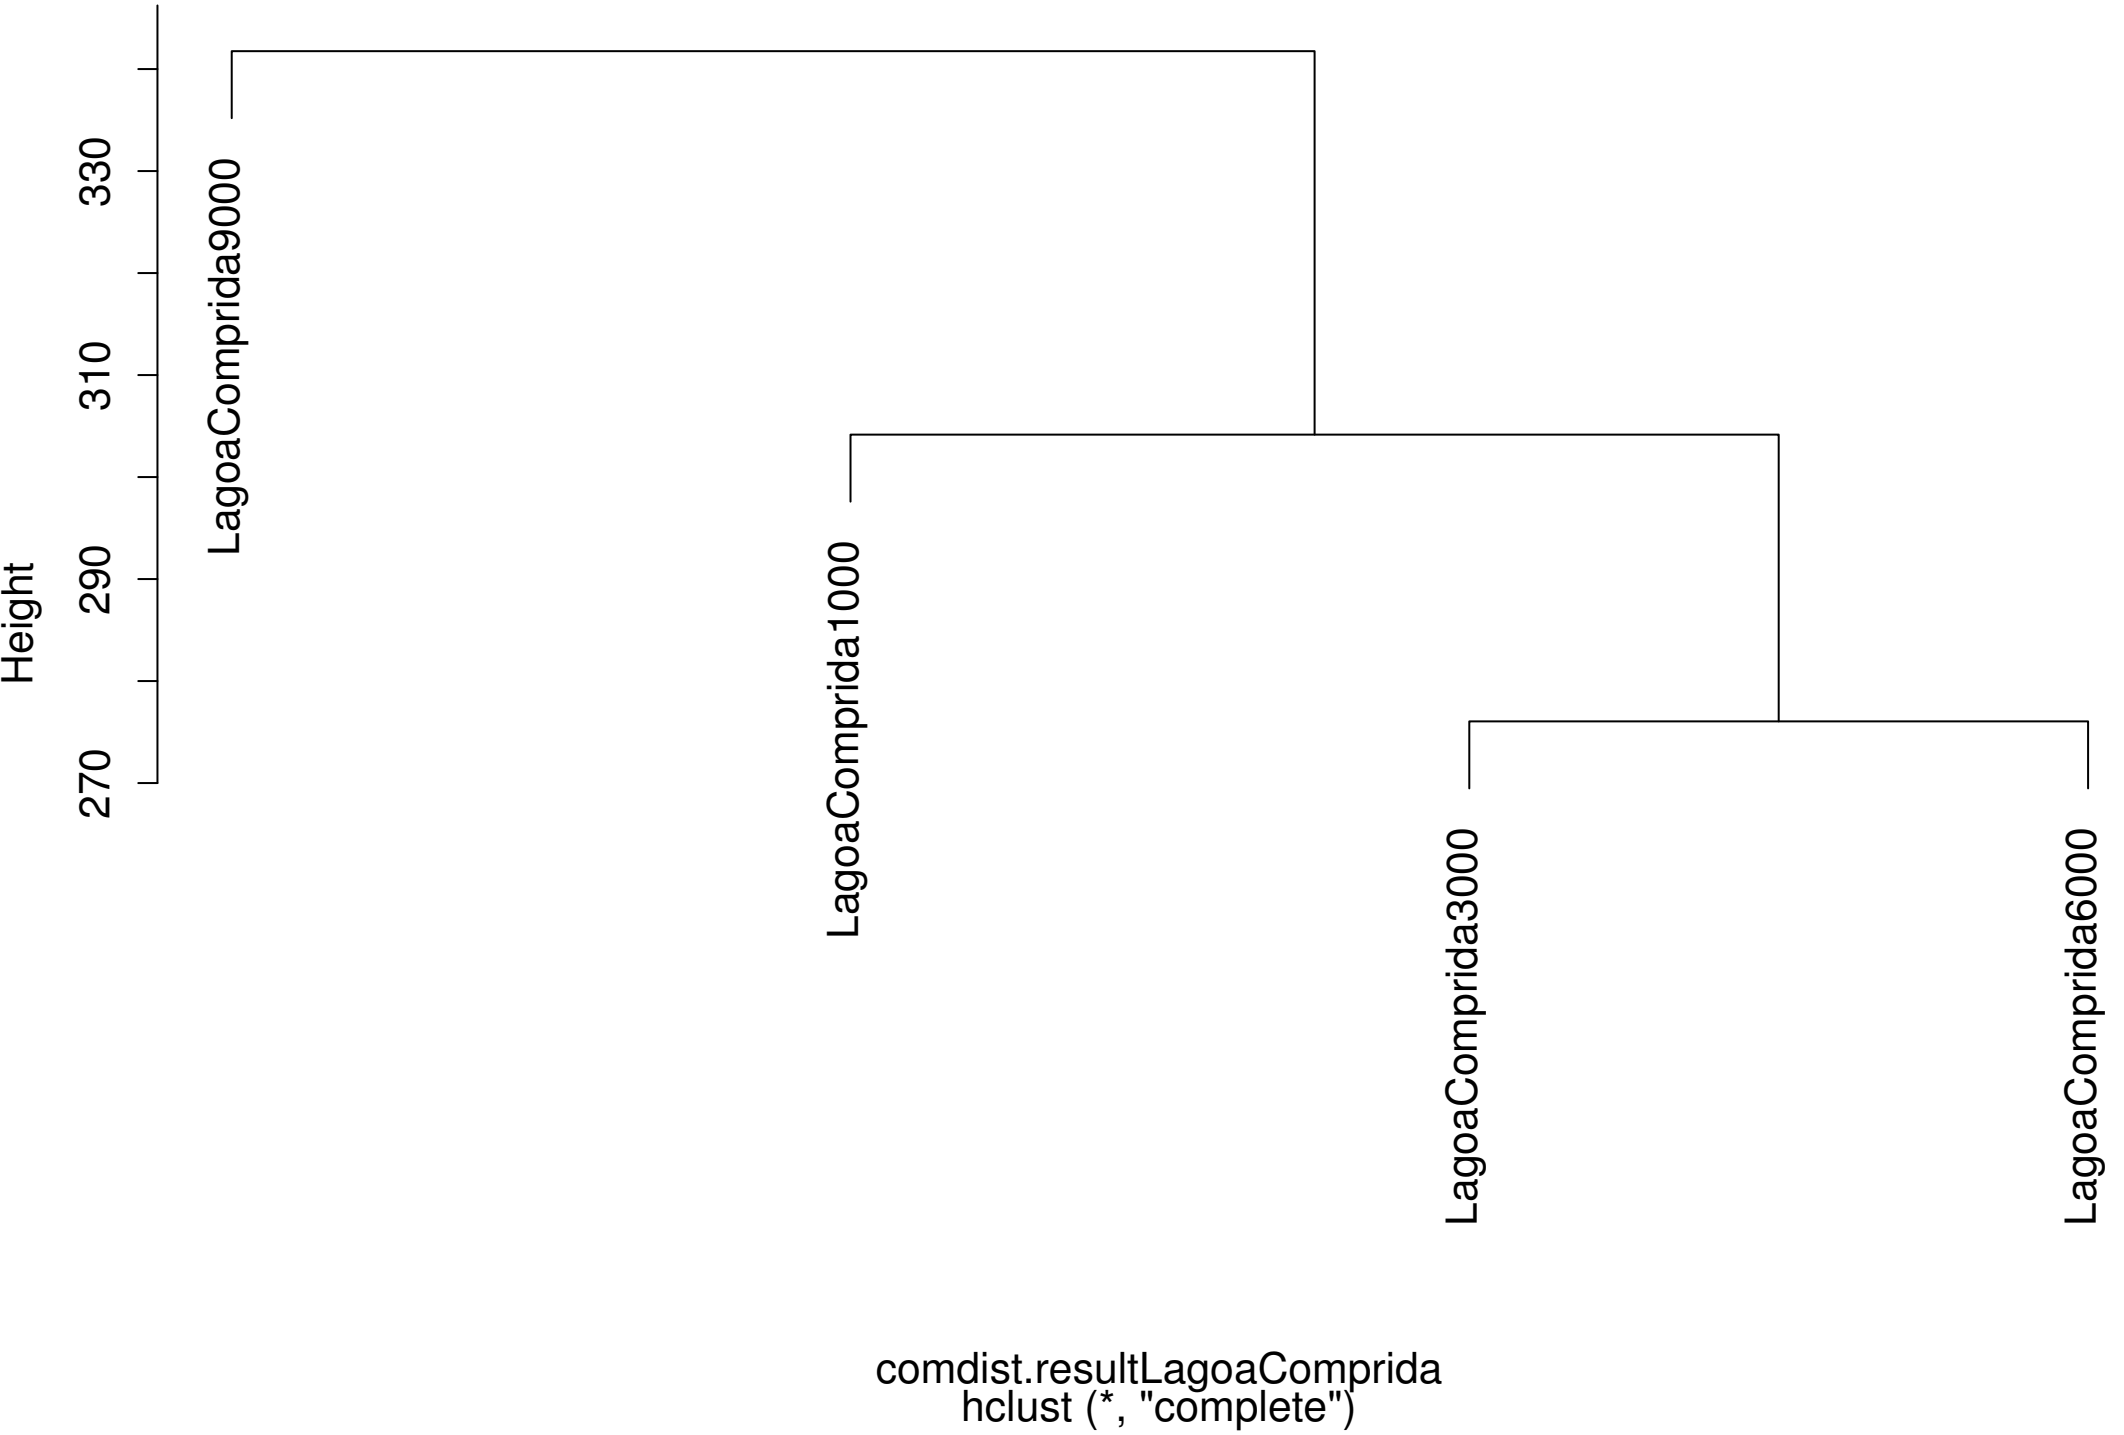 Height
330
310
290
270
LagoaComprida9000
LagoaComprida1000
LagoaComprida3000
LagoaComprida6000
comdist.resultLagoaComprida
hclust (*, "complete")